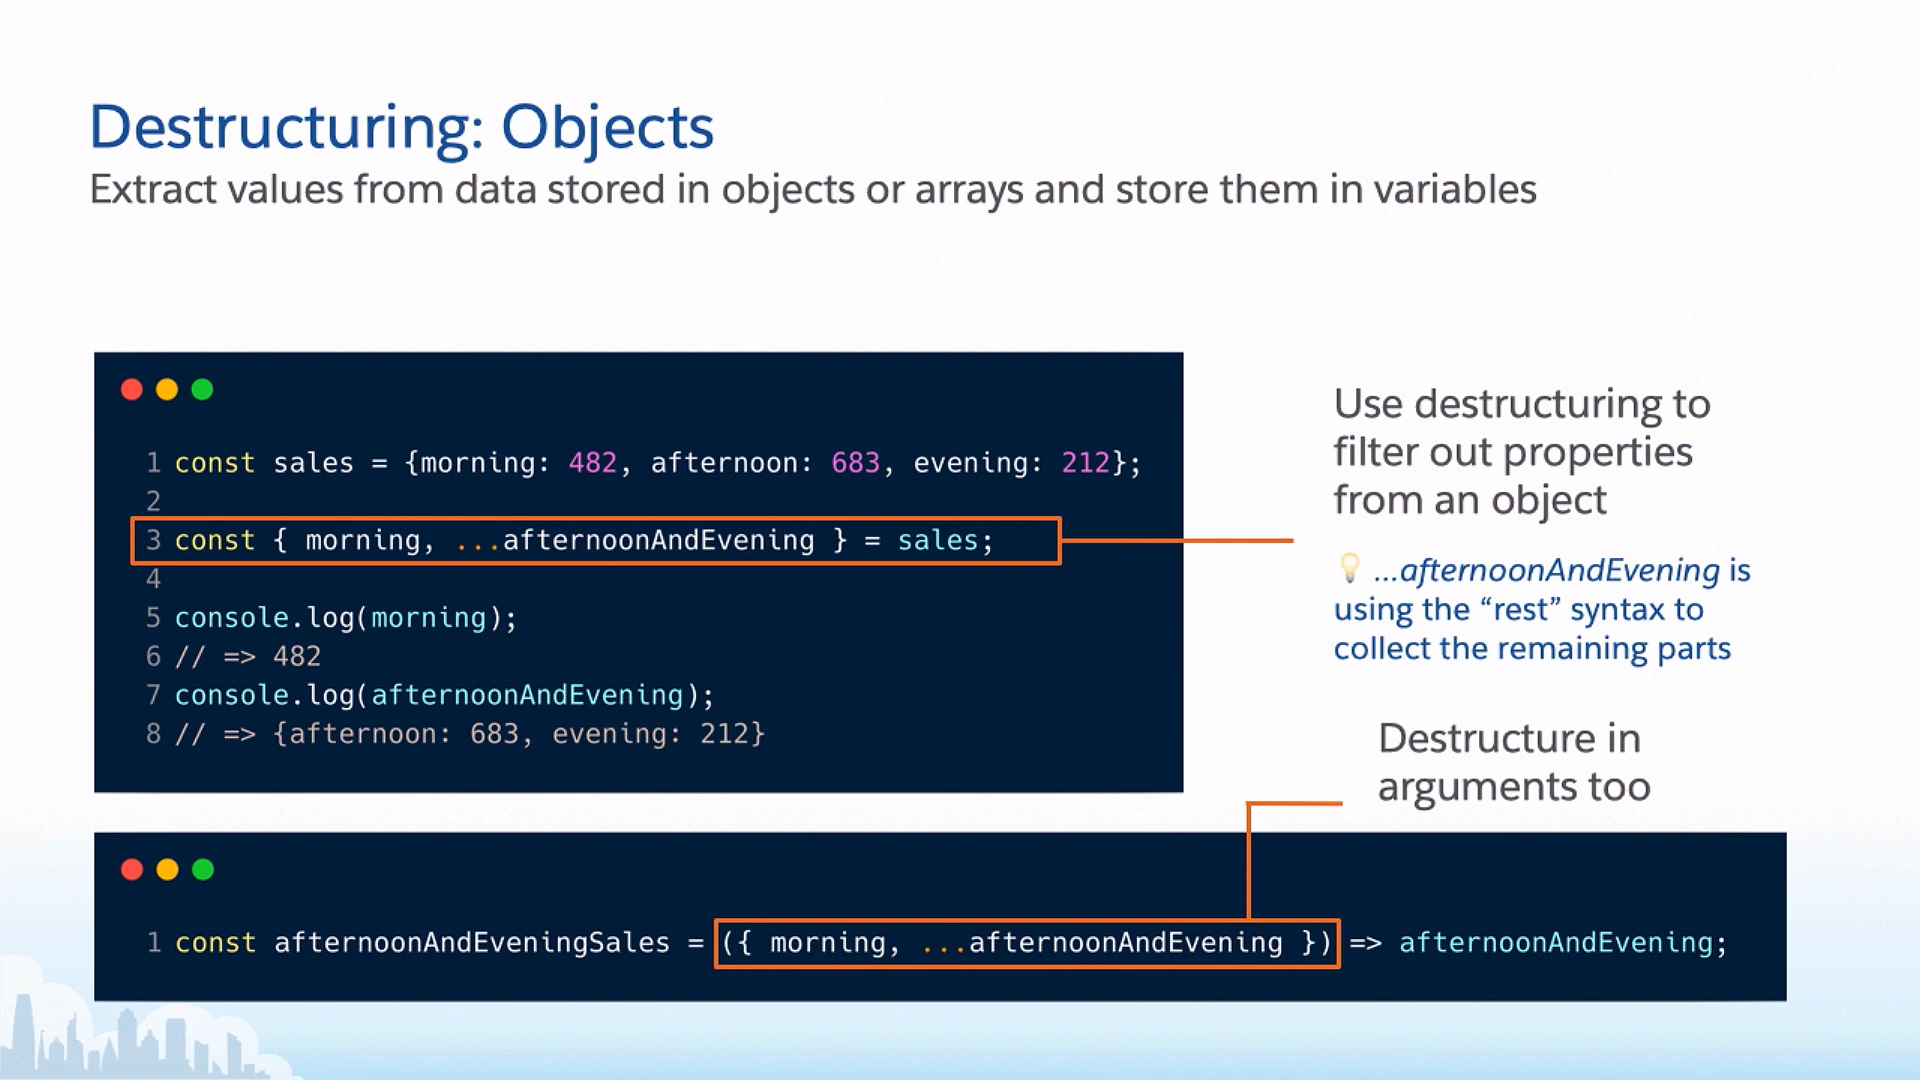 Destructuring: Objects
Extract values from data stored in objects or arrays and store them in variables
1 const sales = {morning: 482, afternoon: 683, evening: 212};
2
3 const { morning, ...afternoonAndEvening } = sales;
4
5 console.log(morning);
6 // => 482
7 console.log(afternoonAndEvening);
8 // => {afternoon: 683, evening: 212}
Use destructuring to
filter out properties
from an object
💡 ...afternoonAndEvening is
using the “rest” syntax to
collect the remaining parts
Destructure in
arguments too
1 const afternoonAndEveningSales = ({ morning, ...afternoonAndEvening }) => afternoonAndEvening;